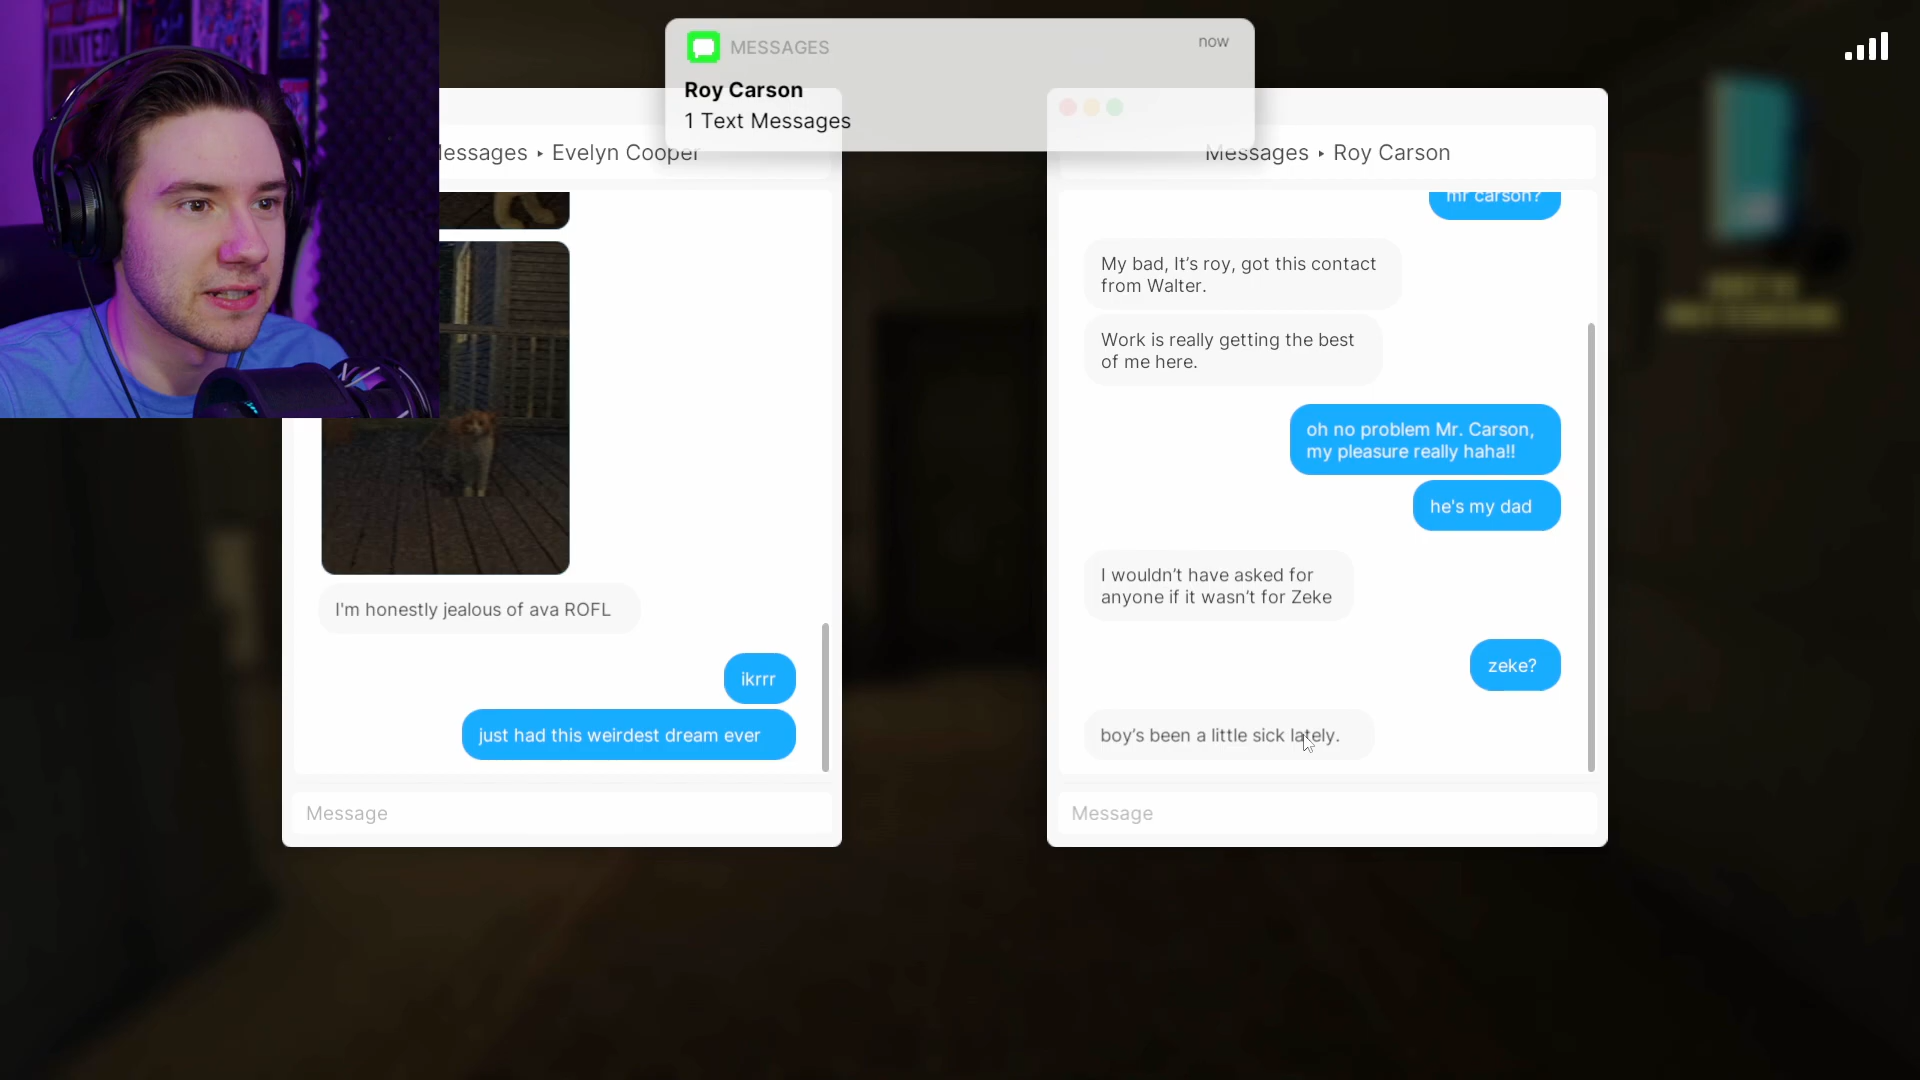 WANTED
MESSAGES
now
Roy Carson
1 Text Messages
Messages ▸ Evelyn Cooper
I'm honestly jealous of ava ROFL
ikrrr
just had this weirdest dream ever
Message
Messages ▸ Roy Carson
mr carson?
My bad, It’s roy, got this contact
from Walter.
Work is really getting the best
of me here.
oh no problem Mr. Carson,
my pleasure really haha!!
he's my dad
I wouldn’t have asked for
anyone if it wasn’t for Zeke
zeke?
boy’s been a little sick lately.
Message